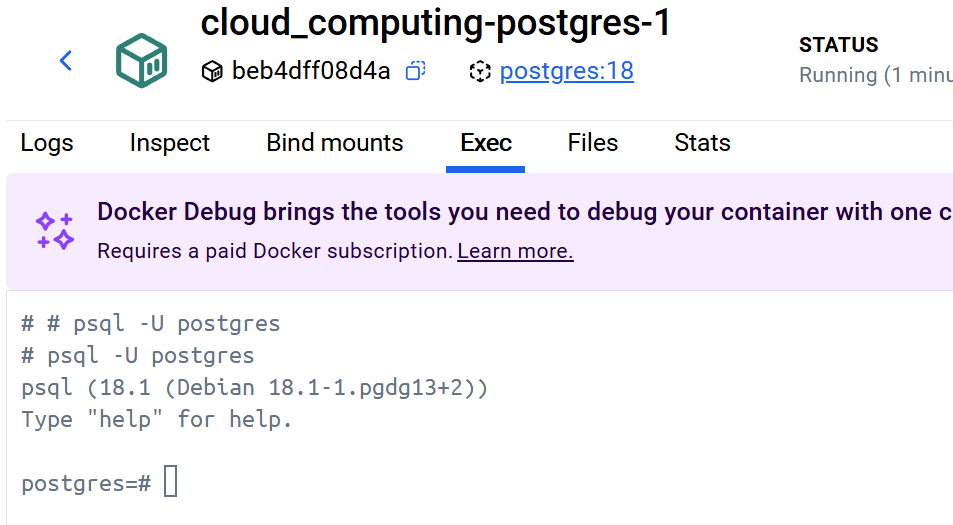 cloud_computing-postgres-1
beb4dff08d4a postgres:18
STATUS
Running (1 minu
Logs Inspect Bind mounts Exec Files Stats
Docker Debug brings the tools you need to debug your container with one c
Requires a paid Docker subscription. Learn more.
# # psql -U postgres
# psql -U postgres
psql (18.1 (Debian 18.1-1.pgdg13+2))
Type "help" for help.
postgres=#